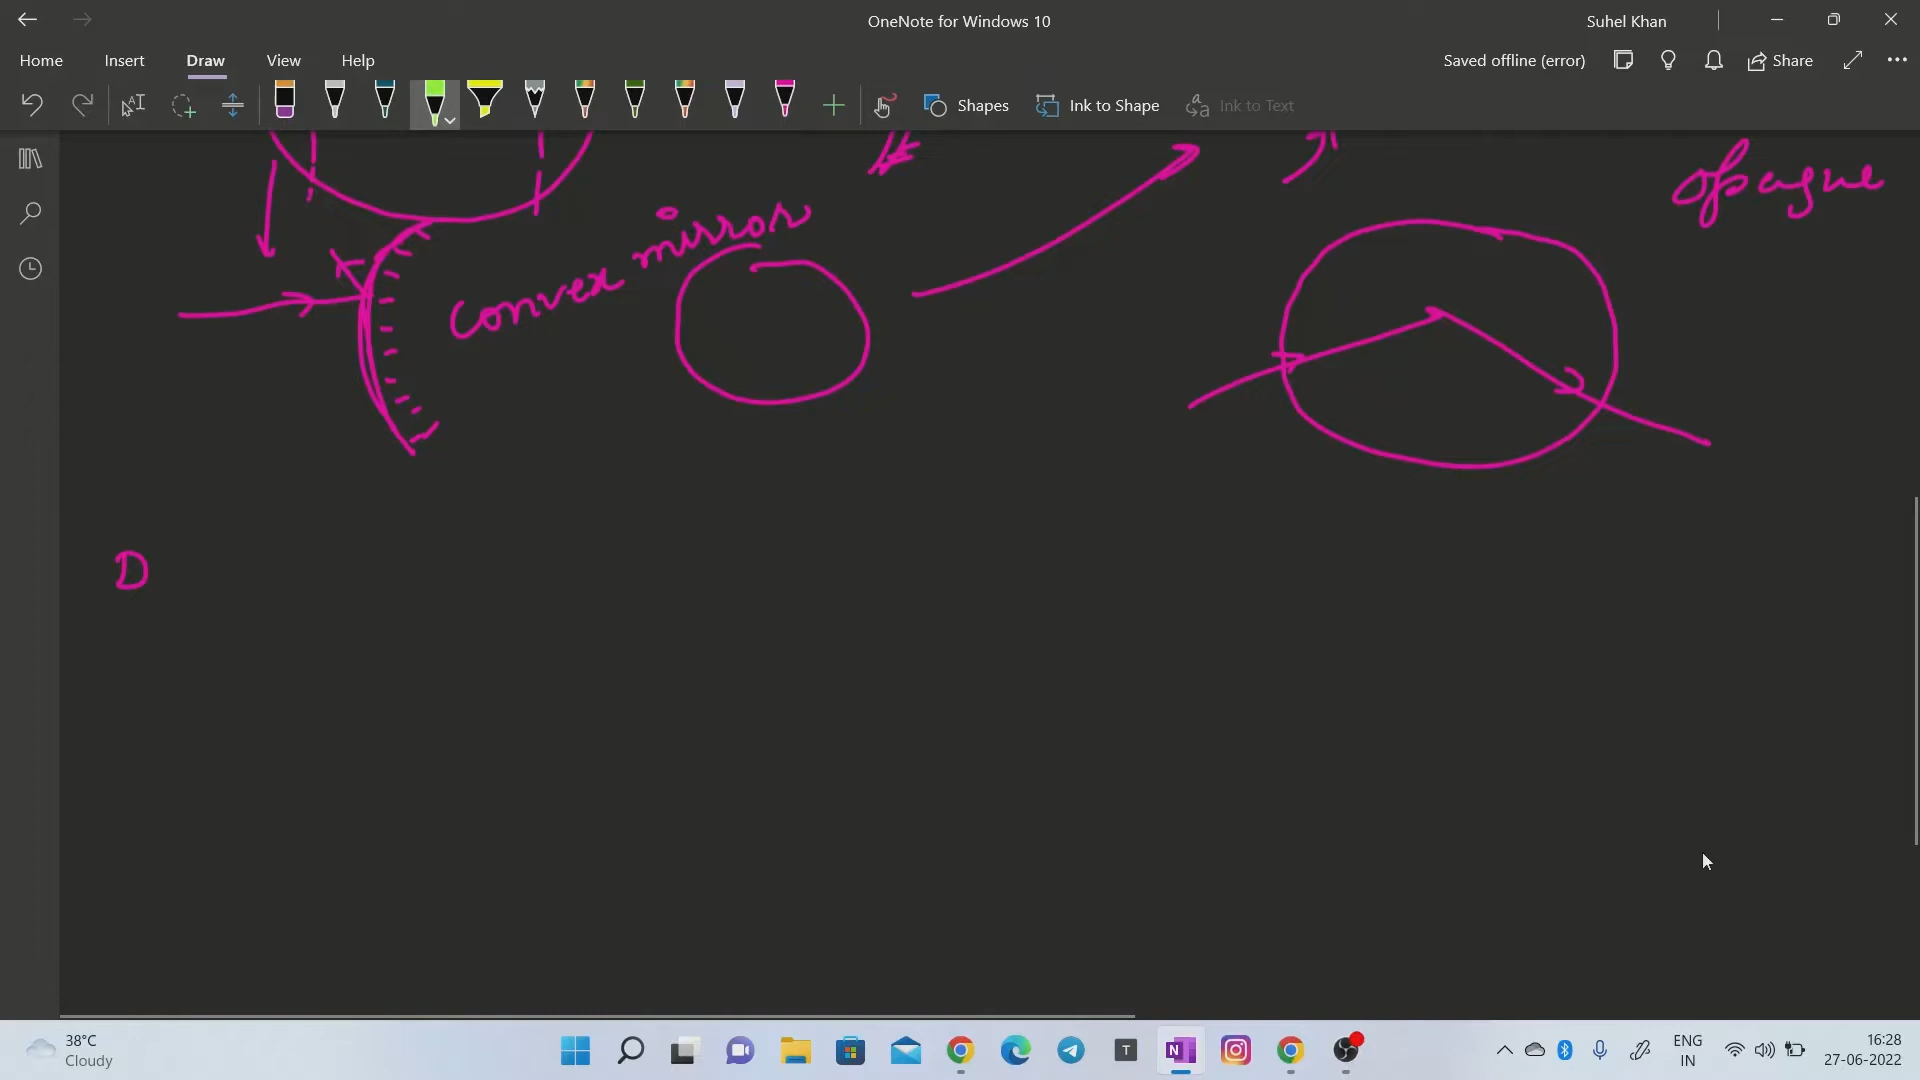 OneNote for Windows 10
Suhel Khan
Home Insert Draw View Help
Saved offline (error)
Share
Shapes
Ink to Shape
Ink to Text
opague
convex mirror
D
38°C
Cloudy
ENG
IN
16:28
27-06-2022